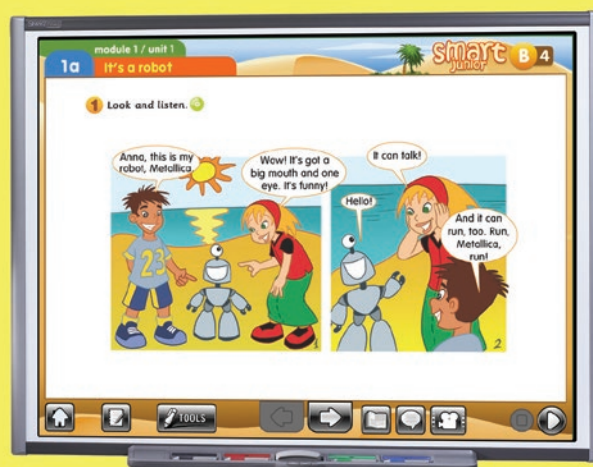 module 1 / unit 1
1a
It's a robot
smart
junior
B 4
1 Look and listen.
Anna, this is my
robot, Metallica.
Wow! It's got a
big mouth and one
eye. It's funny!
23
1
It can talk!
Hello!
And it can
run, too. Run,
Metallica,
run!
2
TOOLS